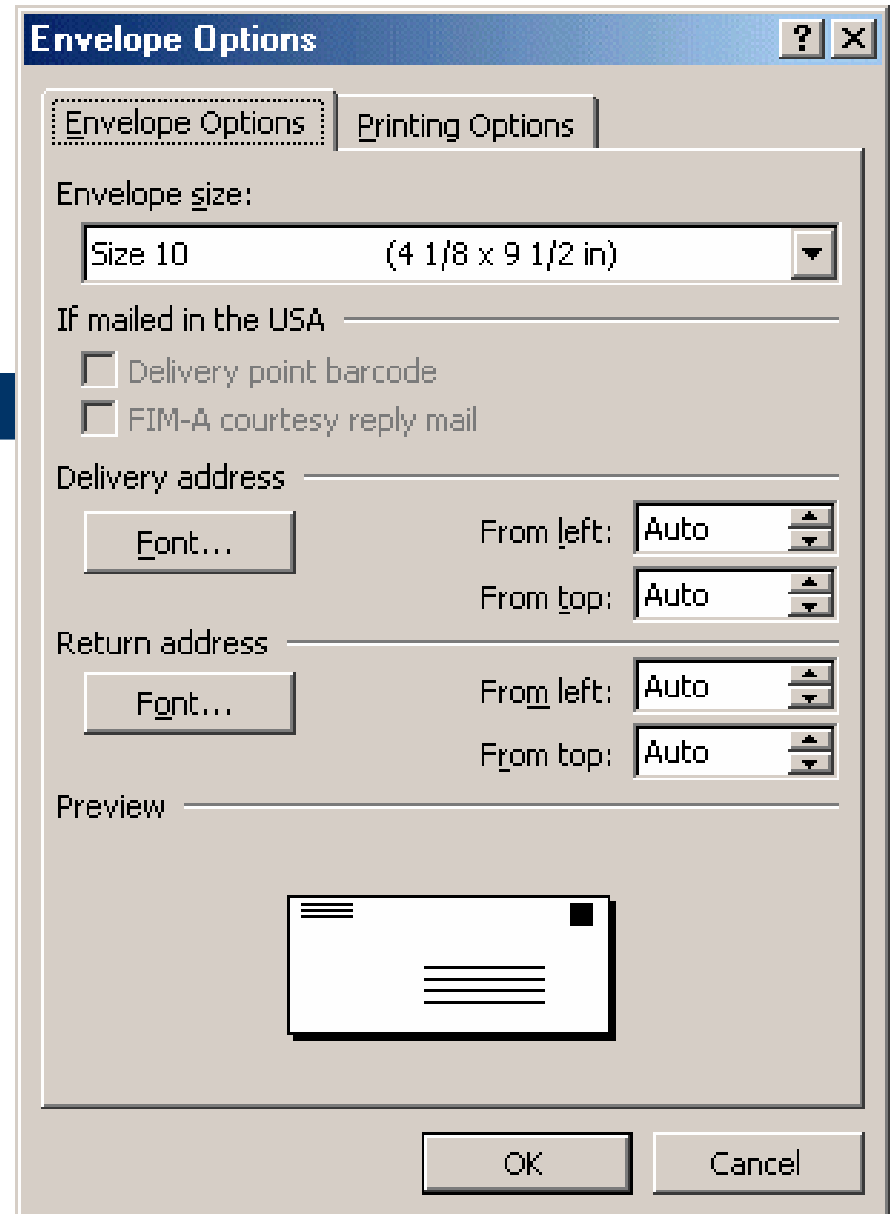 Envelope Options
Envelope Options Printing Options
Envelope size:
Size 10 (4 1/8 x 9 1/2 in)
If mailed in the USA
Delivery point barcode
FIM-A courtesy reply mail
Delivery address
Font... From left: Auto
From top: Auto
Return address
Font... From left: Auto
From top: Auto
Preview
OK Cancel